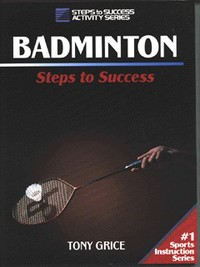 STEPS TO SUCCESS
ACTIVITY SERIES
BADMINTON
Steps to Success
TONY GRICE
#1
Sports
Instruction
Series